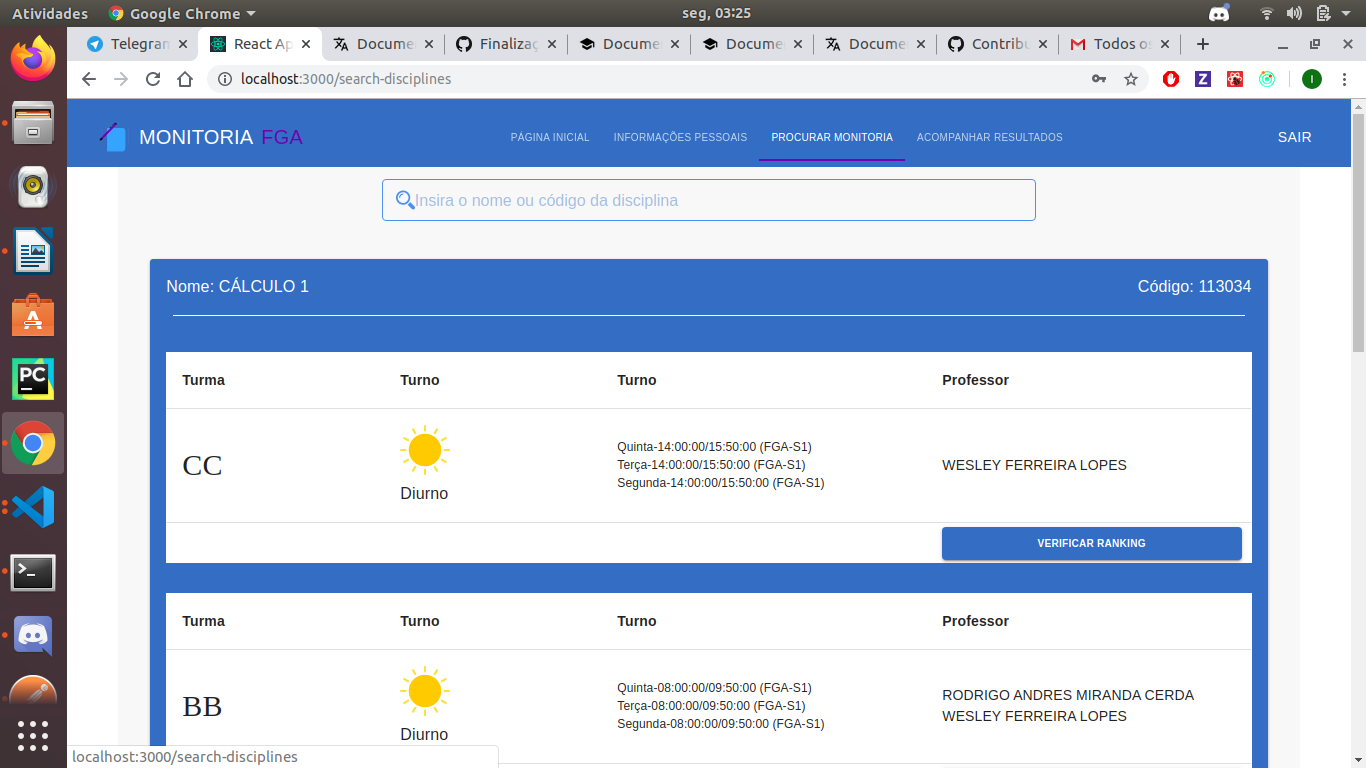 Atividades Google Chrome seg, 03:25
Telegran React Ap Docume Finalizaç Docume Docume Docume Contribu Todos os
localhost:3000/search-disciplines
MONITORIA FGA PÁGINA INICIAL INFORMAÇÕES PESSOAIS PROCURAR MONITORIA ACOMPANHAR RESULTADOS SAIR
Insira o nome ou código da disciplina
Nome: CÁLCULO 1 Código: 113034
Turma Turno Turno Professor
CC Diurno
Quinta-14:00:00/15:50:00 (FGA-S1)
Terça-14:00:00/15:50:00 (FGA-S1)
Segunda-14:00:00/15:50:00 (FGA-S1)
WESLEY FERREIRA LOPES
VERIFICAR RANKING
Turma Turno Turno Professor
BB Diurno
Quinta-08:00:00/09:50:00 (FGA-S1)
Terça-08:00:00/09:50:00 (FGA-S1)
Segunda-08:00:00/09:50:00 (FGA-S1)
RODRIGO ANDRES MIRANDA CERDA
WESLEY FERREIRA LOPES
localhost:3000/search-disciplines